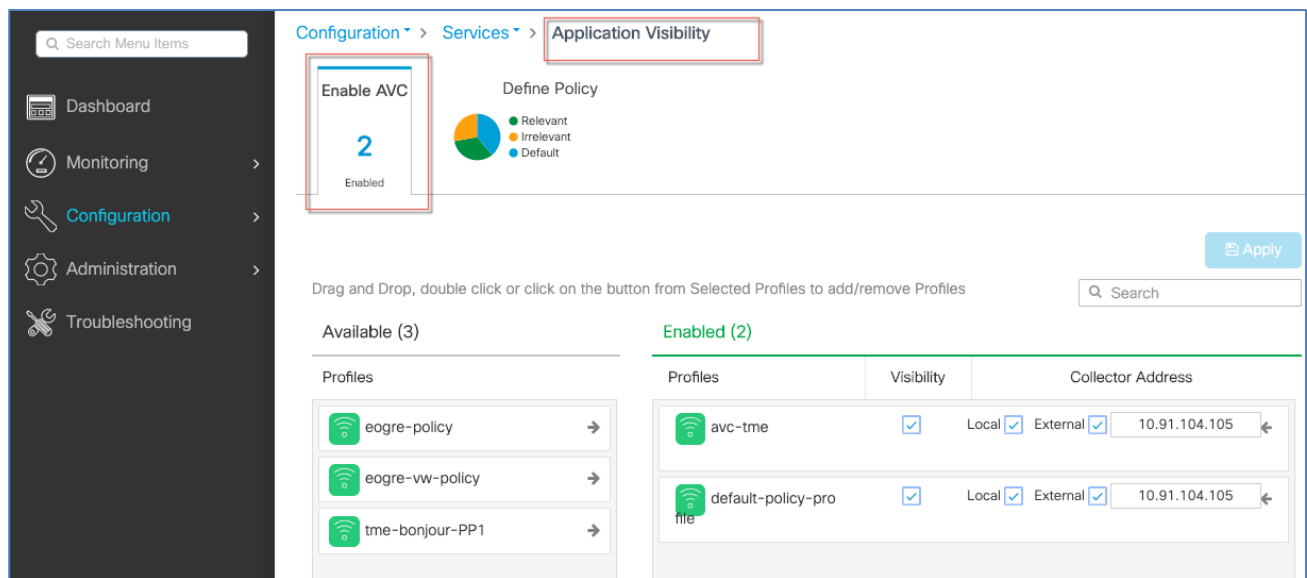 Search Menu Items
Dashboard
Monitoring
Configuration
Administration
Troubleshooting
Configuration > Services > Application Visibility
Enable AVC
2
Enabled
Define Policy
Relevant
Irrelevant
Default
Apply
Drag and Drop, double click or click on the button from Selected Profiles to add/remove Profiles
Search
Available (3)
Profiles
eogre-policy
eogre-vw-policy
tme-bonjour-PP1
Enabled (2)
Profiles Visibility Collector Address
avc-tme Local External 10.91.104.105
default-policy-pro Local External 10.91.104.105
file